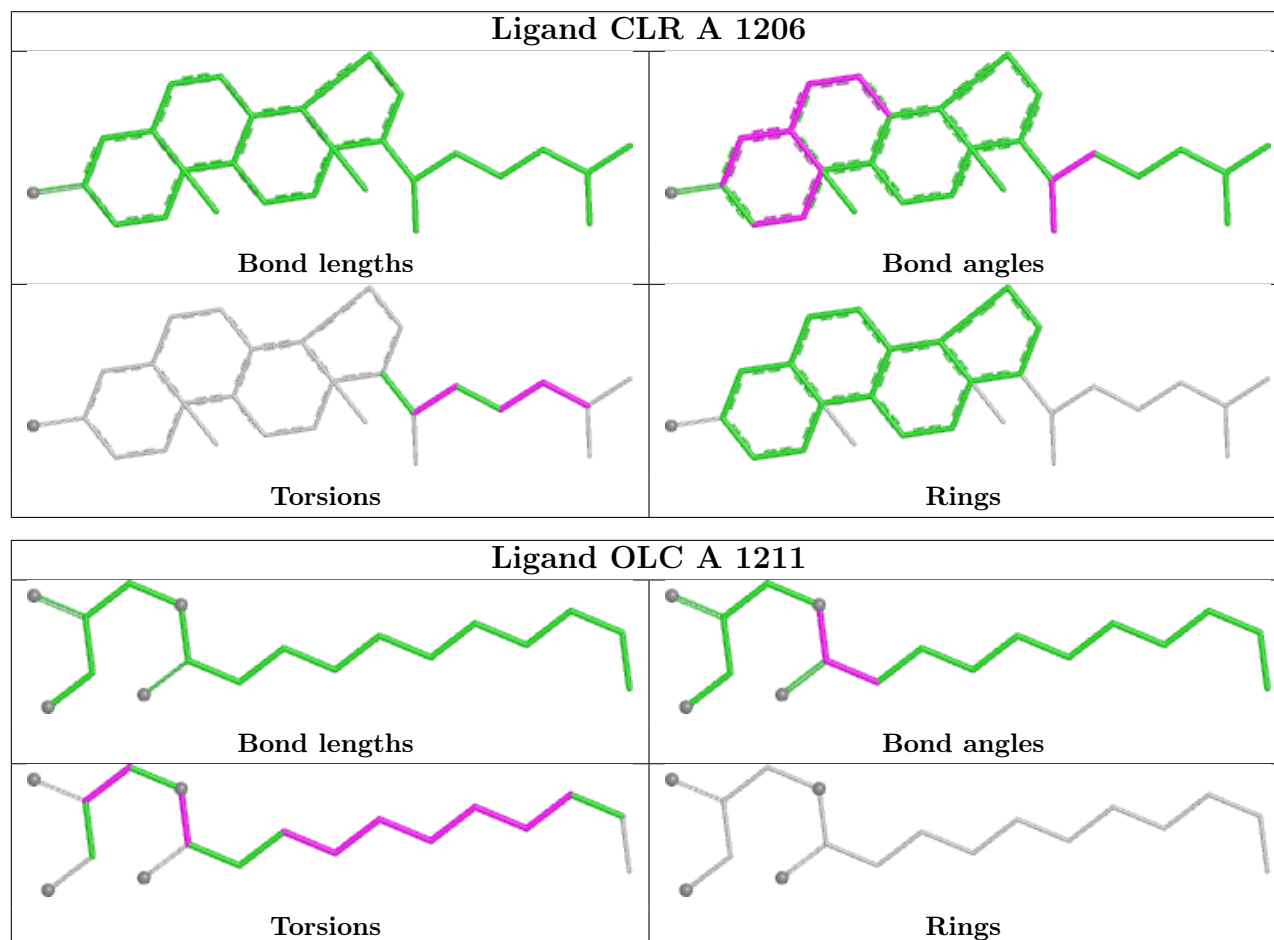 Ligand CLR A 1206
Bond lengths
Bond angles
Torsions
Rings
Ligand OLC A 1211
Bond lengths
Bond angles
Torsions
Rings